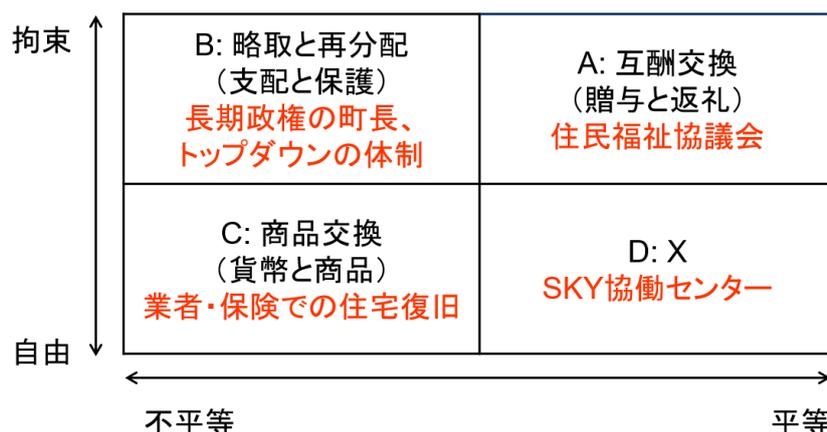 拘束
B: 略取と再分配
（支配と保護）
長期政権の町長、
トップダウンの体制
A: 互酬交換
（贈与と返礼）
住民福祉協議会
C: 商品交換
（貨幣と商品）
業者・保険での住宅復旧
D: X
SKY協働センター
自由
不平等
平等